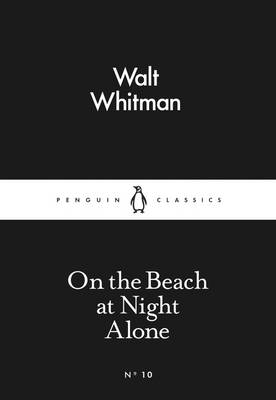 Walt
Whitman
PENGUIN CLASSICS
On the Beach
at Night
Alone
Nº 10